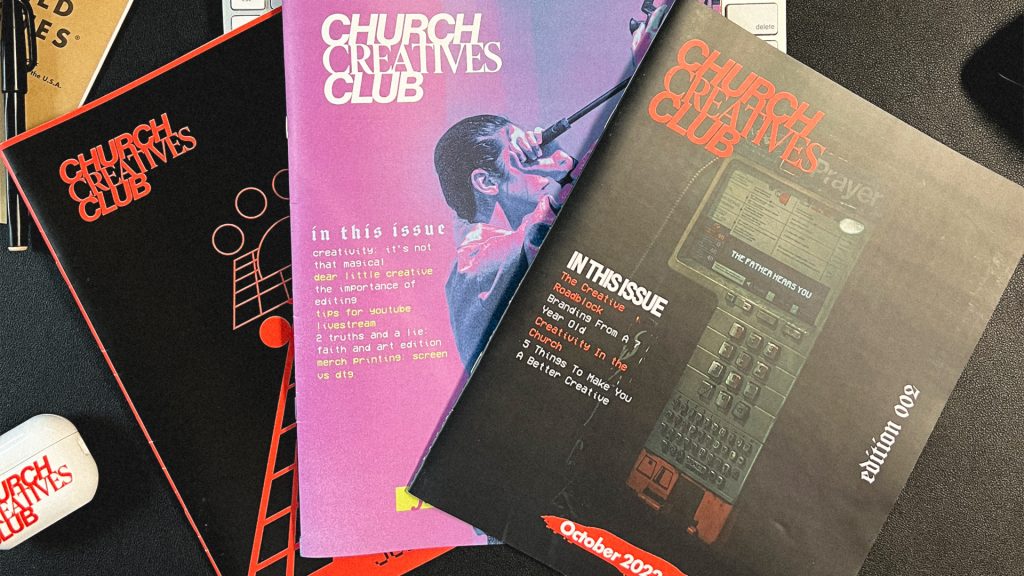 the U.S.A.
delete
CHURCH
CREATIVES
CLUB
CHURCH
CREATIVES
CLUB
in this issue
creativity: it's not
that magical
dear little creative
the importance of
editing
tips for youtube
livestream
2 truths and a lie:
faith and art edition
merch printing: screen
vs dtg
CHURCH
CREATIVES
CLUB
Prayer
THE FATHER HEARS YOU
IN THIS ISSUE
The Creative
Roadblock
Branding From A 7
Year Old
Creativity In the
Church
5 Things To Make You
A Better Creative
edition 002
October 2022
CREATIVES
CLUB